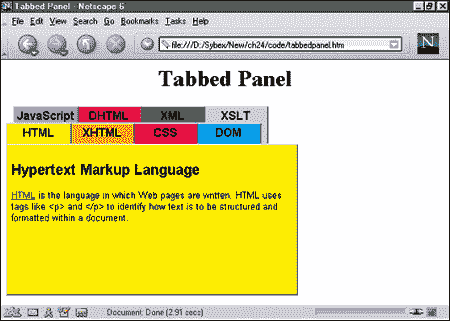 Tabbed Panel - Netscape 6
File Edit View Search Go Bookmarks Tasks Help
file:///D:/Sybex/New/ch24/code/tabbedpanel.htm
N
Tabbed Panel
JavaScript DHTML XML XSLT
HTML XHTML CSS DOM
Hypertext Markup Language
HTML is the language in which Web pages are written. HTML uses
tags like <p> and </p> to identify how text is to be structured and
formatted within a document.
Document: Done (2.91 secs)